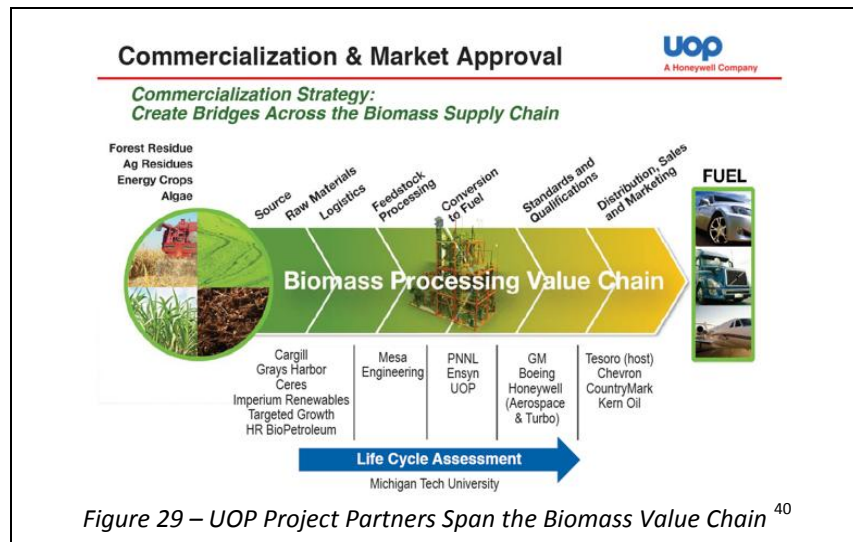 Commercialization & Market Approval
uop
A Honeywell Company
Commercialization Strategy:
Create Bridges Across the Biomass Supply Chain
Forest Residue
Ag Residues
Energy Crops
Algae
Source
Raw Materials
Logistics
Feedstock
Processing
Conversion
to Fuel
Standards and
Qualifications
Distribution, Sales
and Marketing
FUEL
Biomass Processing Value Chain
Cargill
Grays Harbor
Ceres
Imperium Renewables
Targeted Growth
HR BioPetroleum
Mesa
Engineering
PNNL
Ensyn
UOP
GM
Boeing
Honeywell
(Aerospace
& Turbo)
Tesoro (host)
Chevron
CountryMark
Kern Oil
Life Cycle Assessment
Michigan Tech University
Figure 29 – UOP Project Partners Span the Biomass Value Chain 40